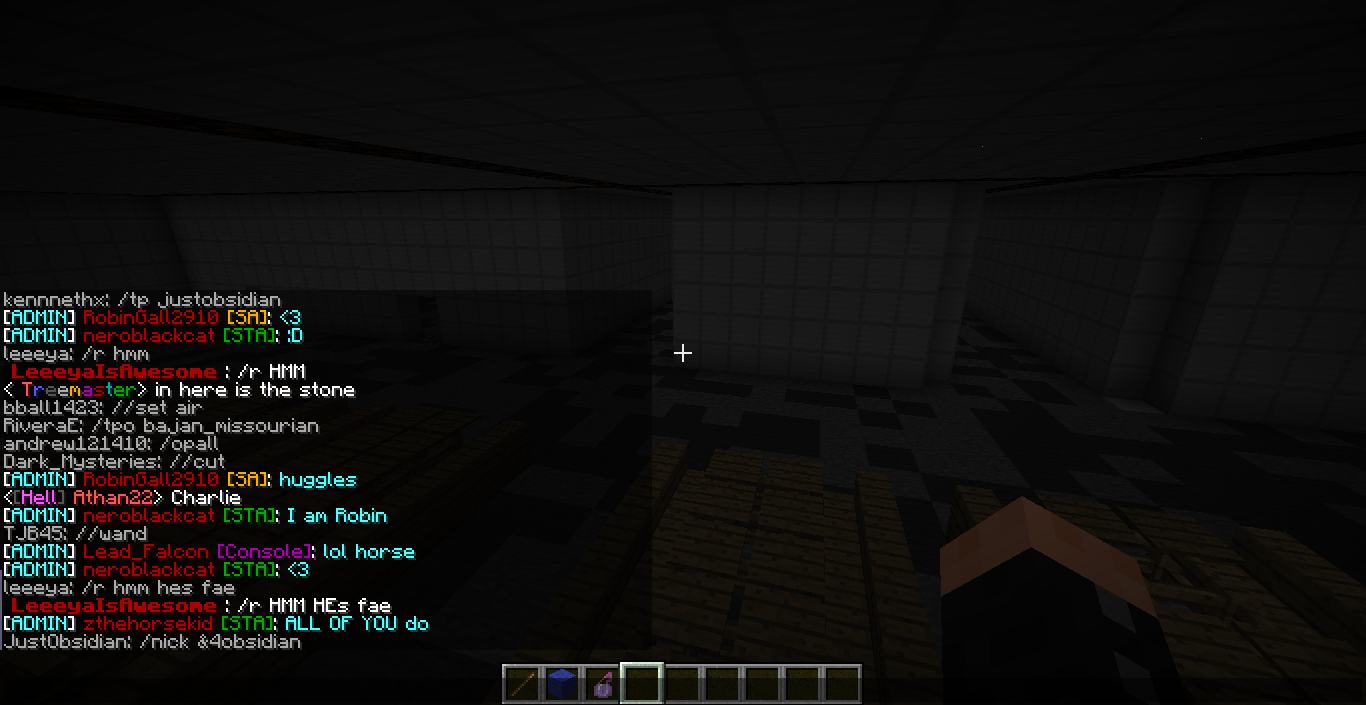 kennnethx: /tp justobsidian
[ADMIN] RobinGall2910 [SA]: <3
[ADMIN] neroblackcat [STA]: :D
leeeya: /r hmm
LeeeyaIsAwesome : /r HMM
< Treemaster> in here is the stone
bball1423: //set air
RiveraE: /tpo bajan_missourian
andrew121410: /opall
Dark_Mysteries: //cut
[ADMIN] RobinGall2910 [SA]: huggles
<[Hell] Athan22> Charlie
[ADMIN] neroblackcat [STA]: I am Robin
TJB45: //wand
[ADMIN] Lead_Falcon [Console]: lol horse
[ADMIN] neroblackcat [STA]: <3
leeeya: /r hmm hes fae
LeeeyaIsAwesome : /r HMM HEs fae
[ADMIN] zthehorsekid [STA]: ALL OF YOU do
JustObsidian: /nick &4obsidian